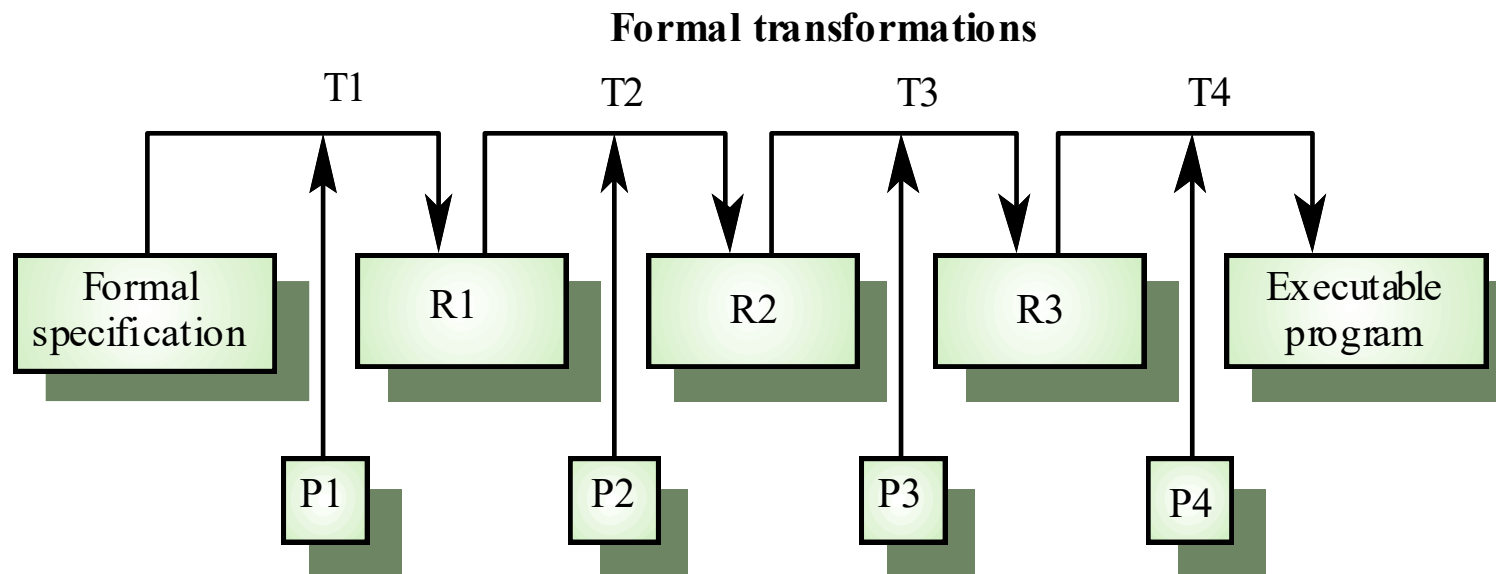 Formal transformations
T1
T2
T3
T4
Formal
specification
R1
R2
R3
Executable
program
P1
P2
P3
P4